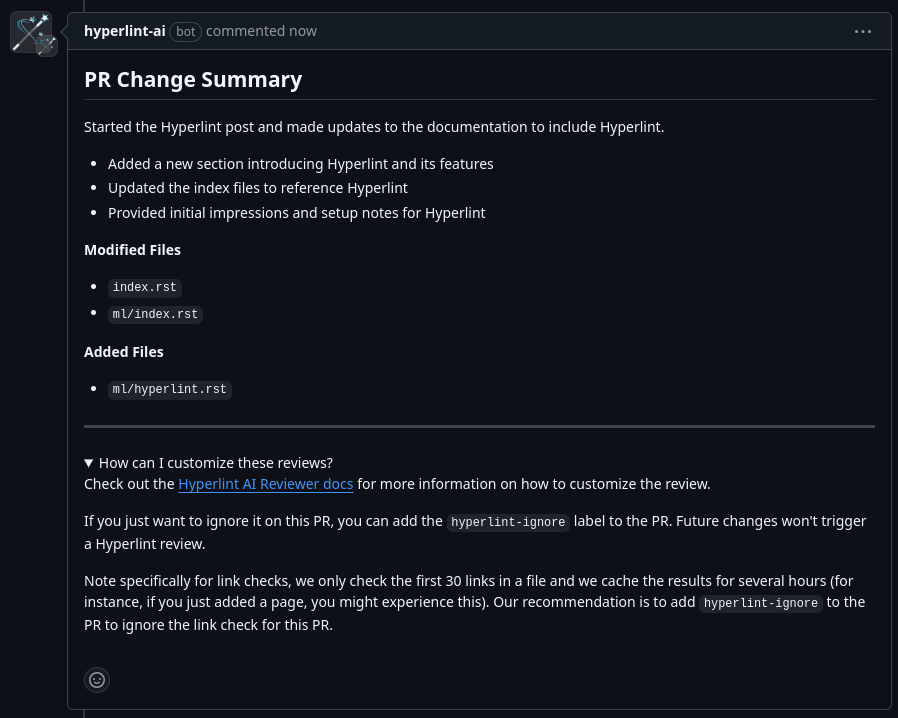 hyperlint-ai bot commented now
PR Change Summary
Started the Hyperlint post and made updates to the documentation to include Hyperlint.
Added a new section introducing Hyperlint and its features
Updated the index files to reference Hyperlint
Provided initial impressions and setup notes for Hyperlint
Modified Files
index.rst
ml/index.rst
Added Files
ml/hyperlint.rst
How can I customize these reviews?
Check out the Hyperlint AI Reviewer docs for more information on how to customize the review.
If you just want to ignore it on this PR, you can add the hyperlint-ignore label to the PR. Future changes won't trigger
a Hyperlint review.
Note specifically for link checks, we only check the first 30 links in a file and we cache the results for several hours (for
instance, if you just added a page, you might experience this). Our recommendation is to add hyperlint-ignore to the
PR to ignore the link check for this PR.